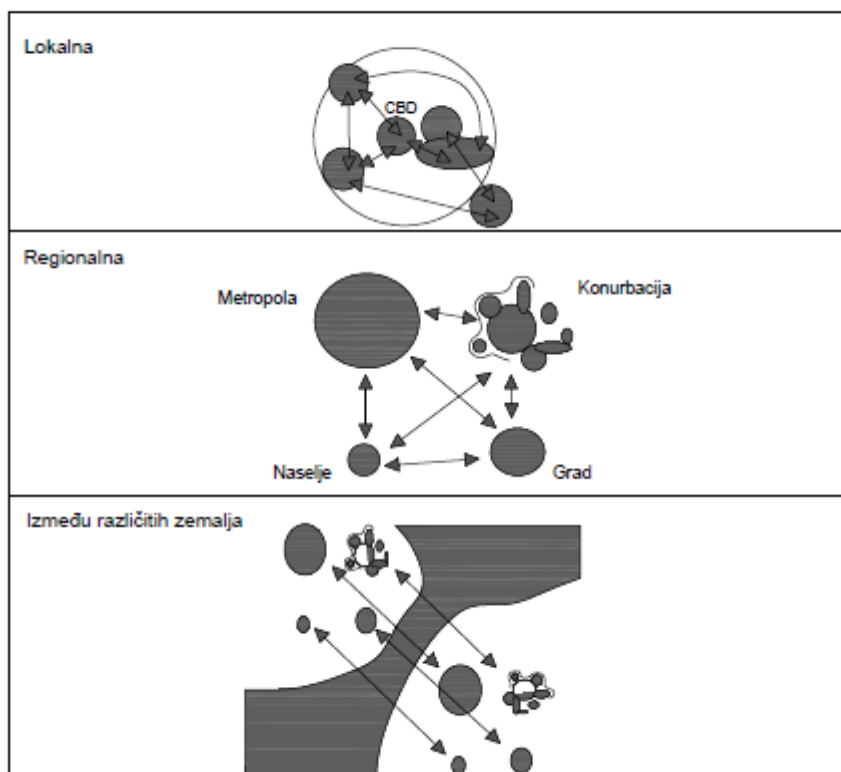 Lokalna
CBD
Regionalna
Metropola
Konurbacija
Naselje
Grad
Između različitih zemalja